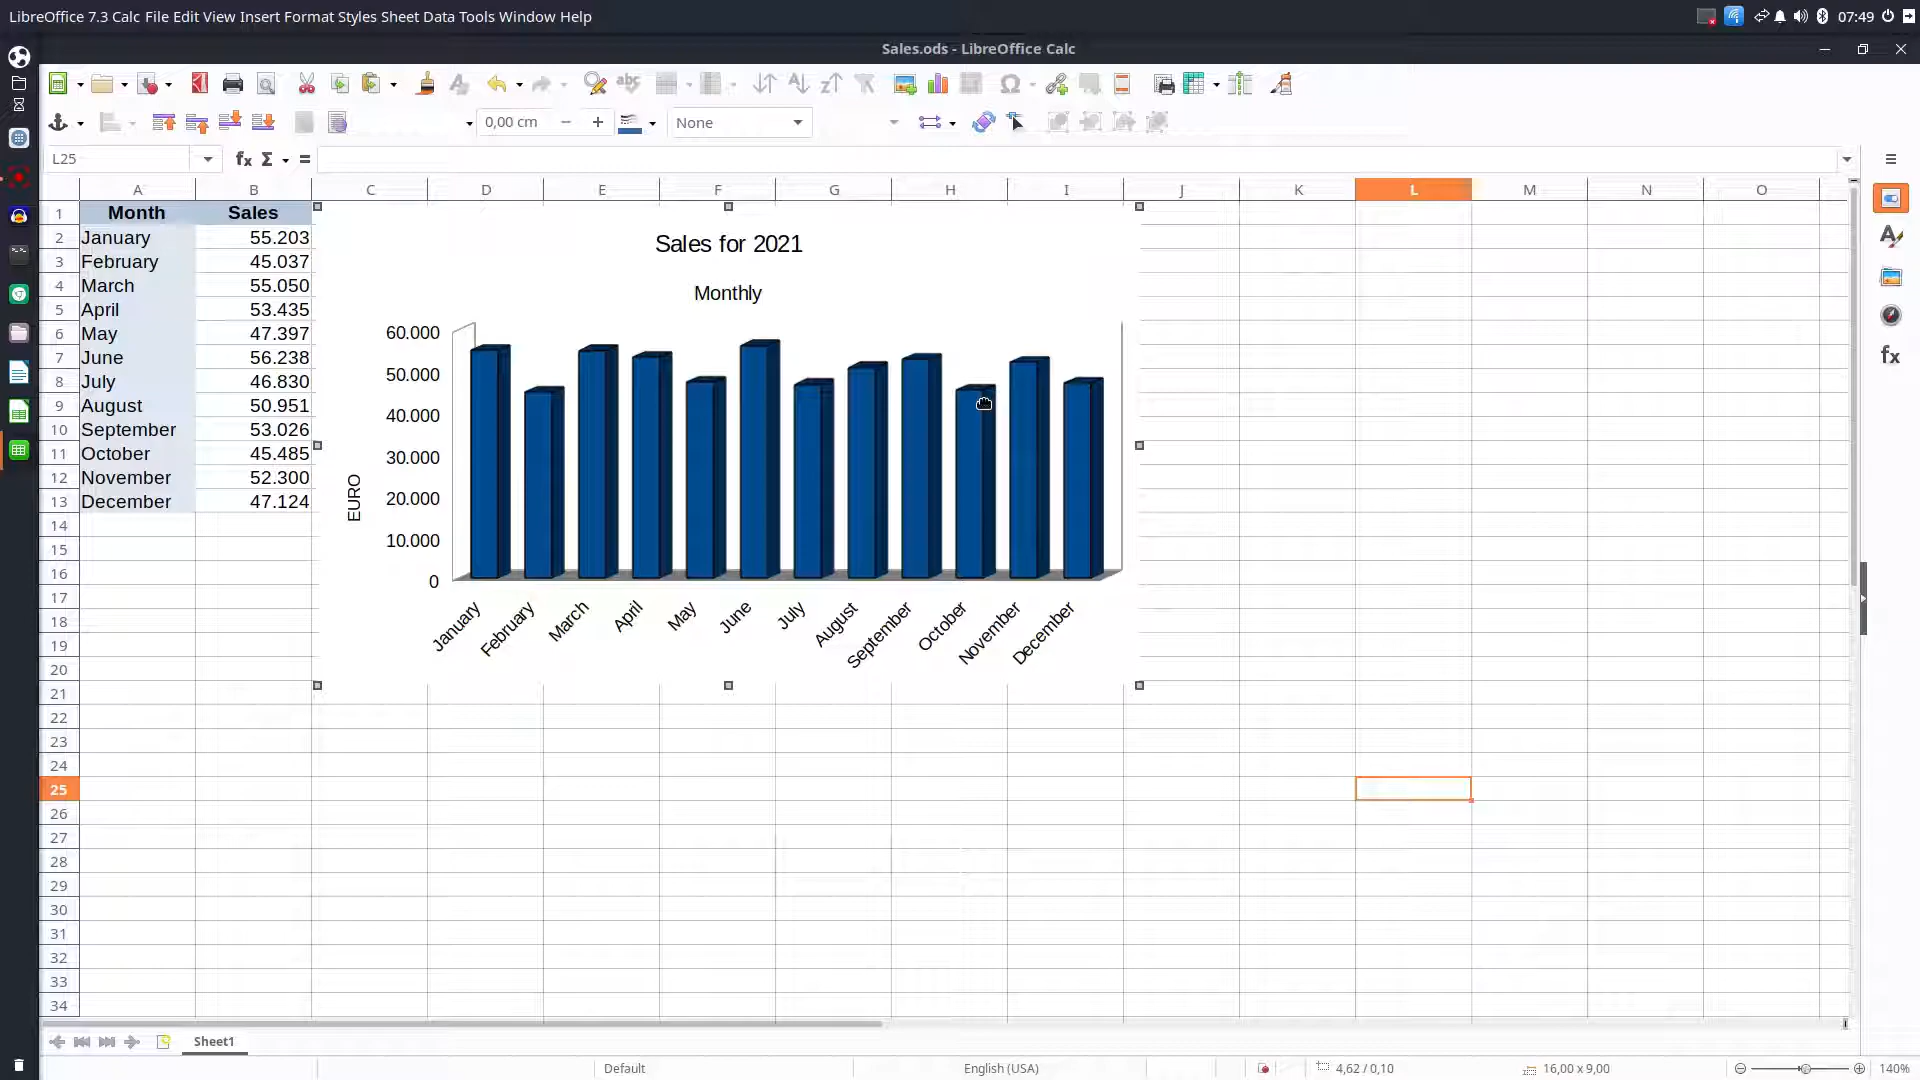 LibreOffice 7.3 Calc File Edit View Insert Format Styles Sheet Data Tools Window Help
07:49
Sales.ods - LibreOffice Calc
0,00 cm
None
L25
A B C D E F G H I J K L M N O
1 Month Sales
2 January 55.203
3 February 45.037
4 March 55.050
5 April 53.435
6 May 47.397
7 June 56.238
8 July 46.830
9 August 50.951
10 September 53.026
11 October 45.485
12 November 52.300
13 December 47.124
14
15
16
17
18
19
20
21
22
23
24
25
26
27
28
29
30
31
32
33
34
Sales for 2021
Monthly
60.000
50.000
40.000
30.000
20.000
10.000
0
EURO
January February March April May June July August September October November December
Sheet1
Default
English (USA)
4,62 / 0,10
16,00 x 9,00
140%